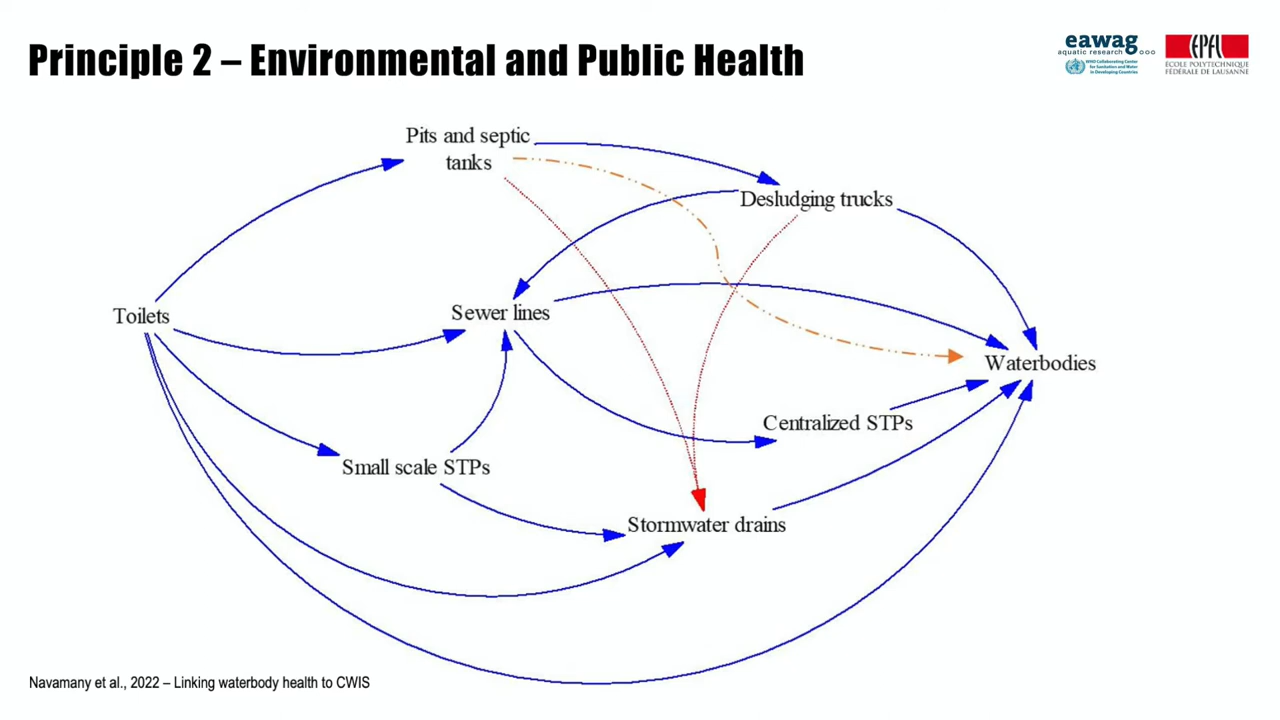 Principle 2 – Environmental and Public Health
eawag
aquatic research
WHO Collaborating Center
for Sanitation and Water
in Developing Countries
EPFL
ÉCOLE POLYTECHNIQUE
FÉDÉRALE DE LAUSANNE
Pits and septic
tanks
Desludging trucks
Toilets
Sewer lines
Waterbodies
Centralized STPs
Small scale STPs
Stormwater drains
Navamany et al., 2022 – Linking waterbody health to CWIS